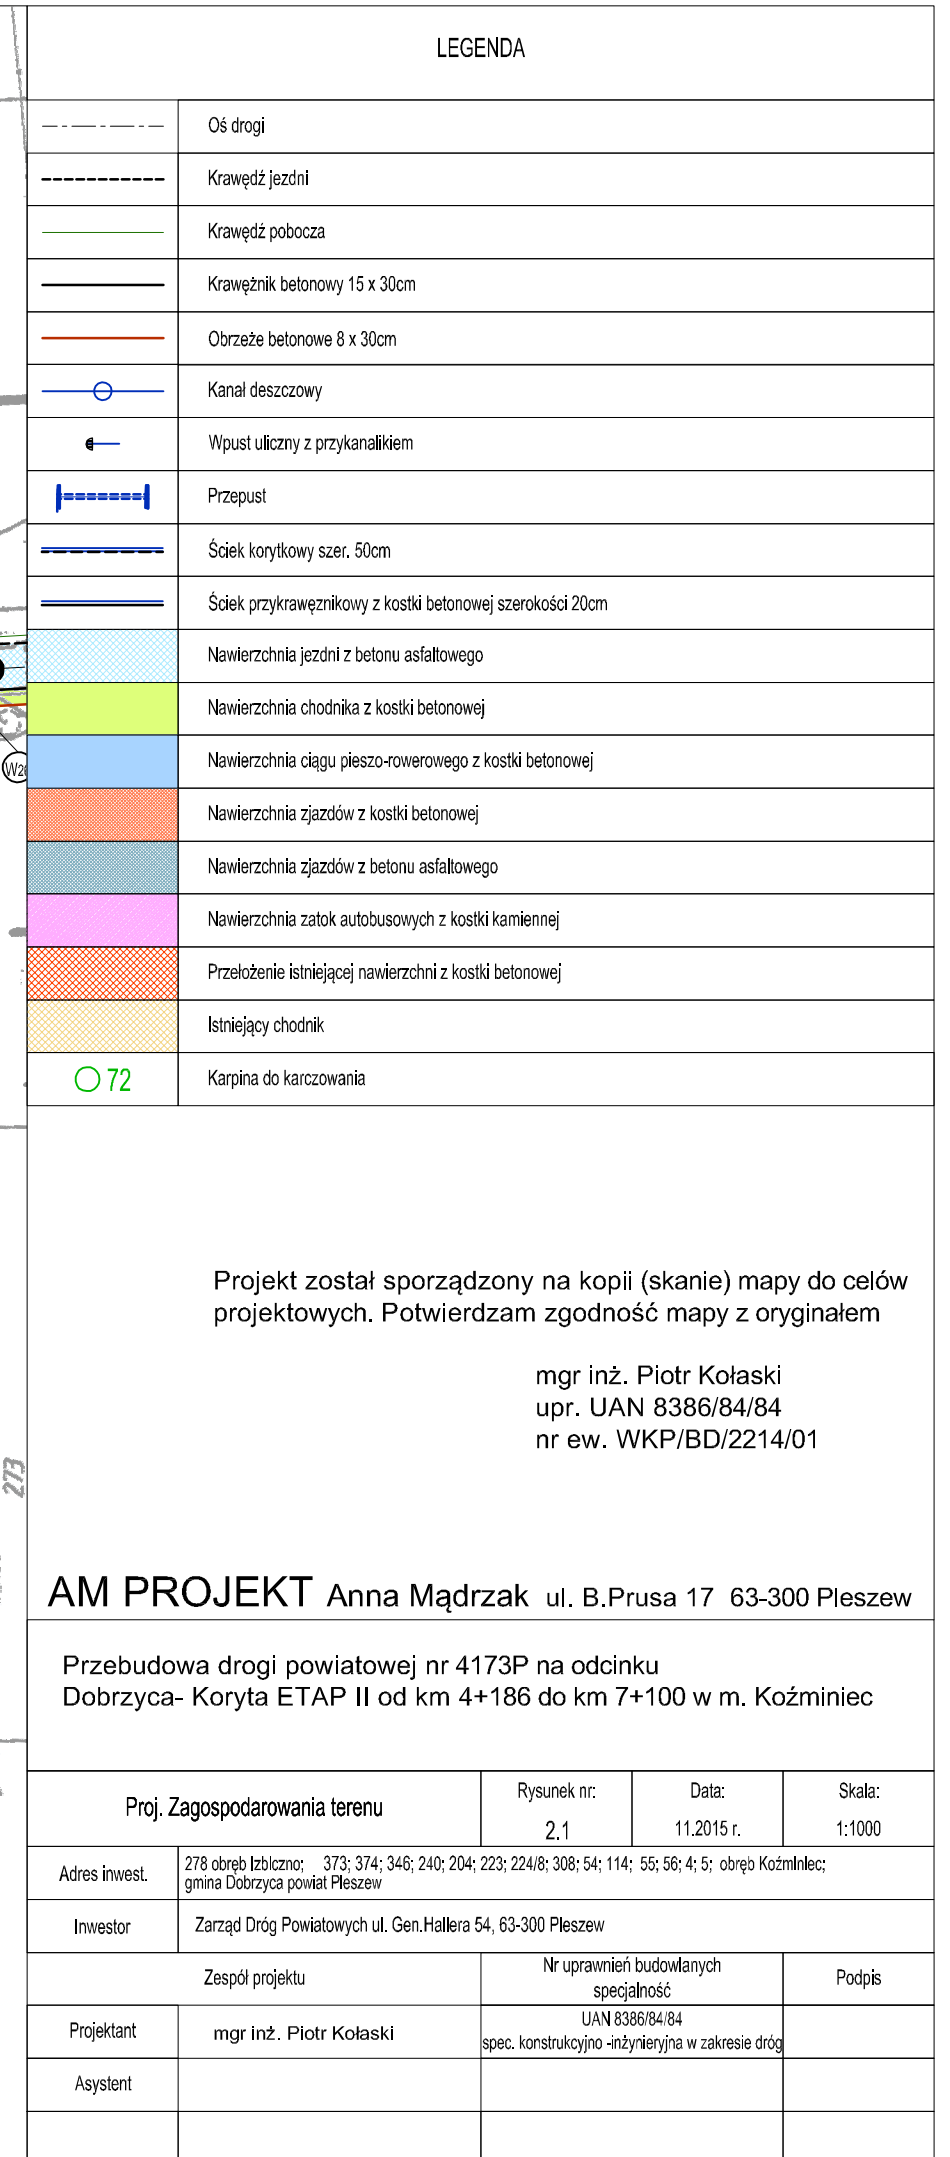 LEGENDA
Oś drogi
Krawędź jezdni
Krawędź pobocza
Krawężnik betonowy 15 x 30cm
Obrzeże betonowe 8 x 30cm
Kanał deszczowy
Wpust uliczny z przykanalikiem
Przepust
Ściek korytkowy szer. 50cm
Ściek przykrawęznikowy z kostki betonowej szerokości 20cm
Nawierzchnia jezdni z betonu asfaltowego
Nawierzchnia chodnika z kostki betonowej
Nawierzchnia ciągu pieszo-rowerowego z kostki betonowej
Nawierzchnia zjazdów z kostki betonowej
Nawierzchnia zjazdów z betonu asfaltowego
Nawierzchnia zatok autobusowych z kostki kamiennej
Przełożenie istniejącej nawierzchni z kostki betonowej
Istniejący chodnik
72 Karpina do karczowania
Projekt został sporządzony na kopii (skanie) mapy do celów
projektowych. Potwierdzam zgodność mapy z oryginałem
mgr inż. Piotr Kołaski
upr. UAN 8386/84/84
nr ew. WKP/BD/2214/01
273
AM PROJEKT Anna Mądrzak ul. B.Prusa 17 63-300 Pleszew
Przebudowa drogi powiatowej nr 4173P na odcinku
Dobrzyca- Koryta ETAP II od km 4+186 do km 7+100 w m. Koźminiec
Proj. Zagospodarowania terenu
Rysunek nr:
2.1
Data:
11.2015 r.
Skala:
1:1000
Adres inwest.
278 obręb Izbiczno; 373; 374; 346; 240; 204; 223; 224/8; 308; 54; 114; 55; 56; 4; 5; obręb Koźminiec;
gmina Dobrzyca powiat Pleszew
Inwestor
Zarząd Dróg Powiatowych ul. Gen.Hallera 54, 63-300 Pleszew
Zespół projektu
Nr uprawnień budowlanych
specjalność
Podpis
Projektant
mgr inż. Piotr Kołaski
UAN 8386/84/84
spec. konstrukcyjno -inżynieryjna w zakresie dróg
Asystent